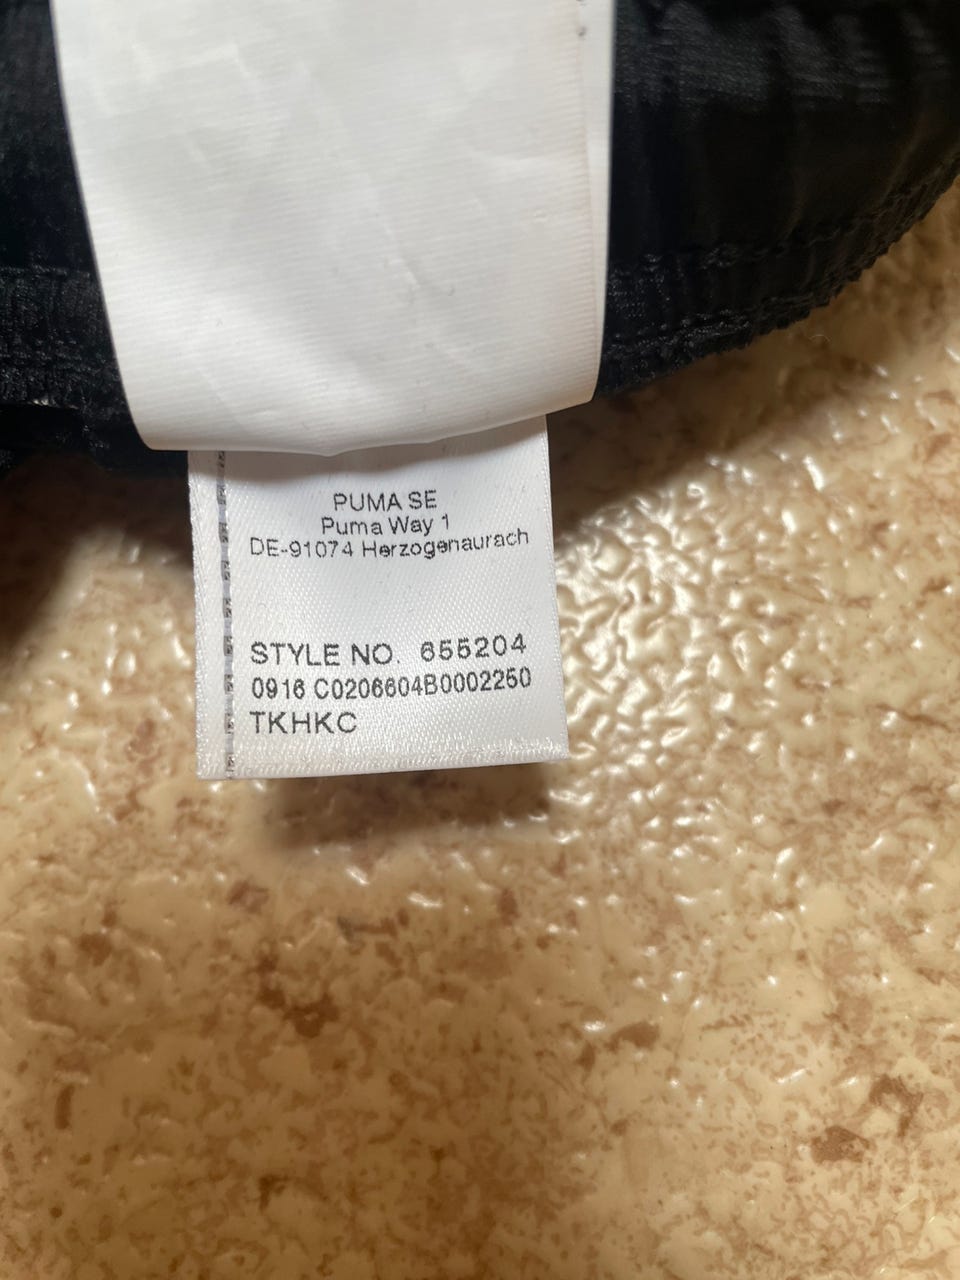 PUMA SE
Puma Way 1
DE-91074 Herzogenaurach
STYLE NO. 655204
0916 C0206604B0002250
TKHKC